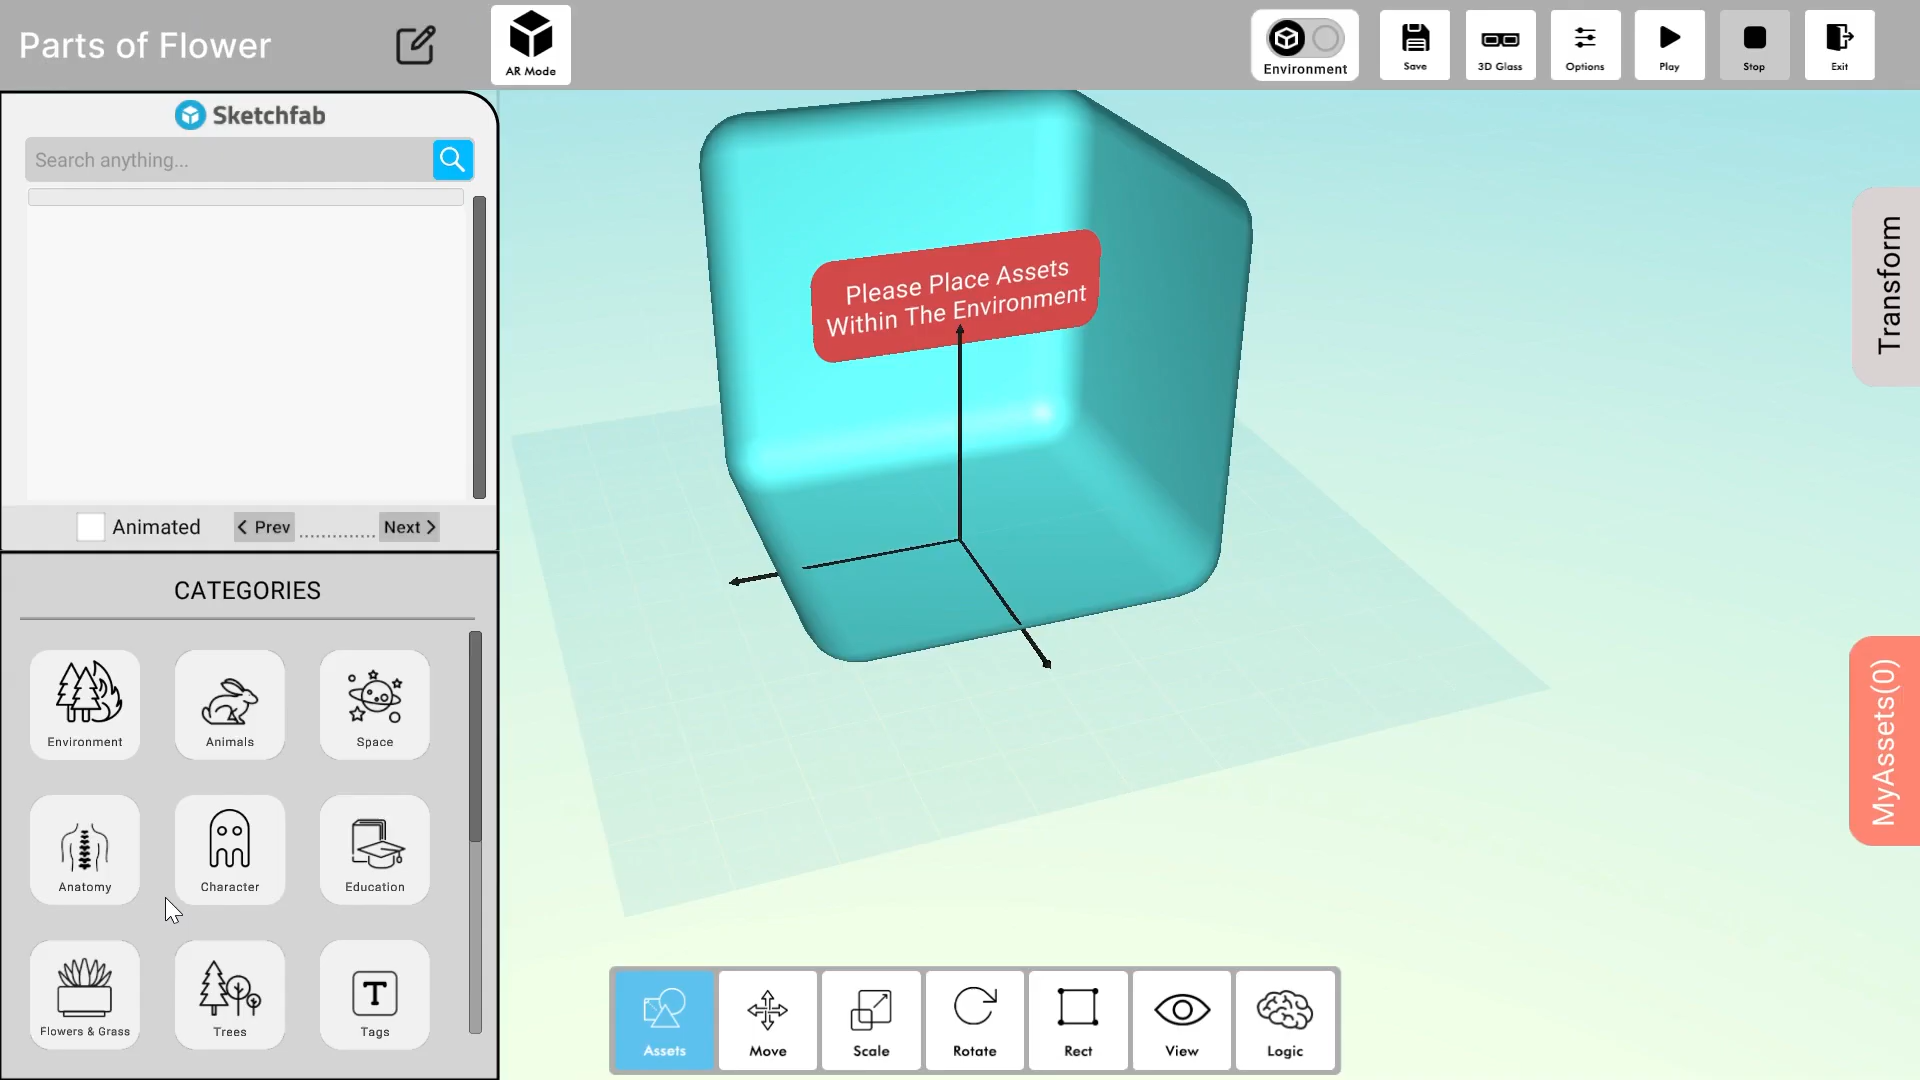 Parts of Flower
AR Mode
Environment
Save
3D Glass
Options
Play
Stop
Exit
Sketchfab
Search anything...
Animated
Prev
Next
CATEGORIES
Environment
Animals
Space
Anatomy
Character
Education
Flowers & Grass
Trees
T
Tags
Please Place Assets
Within The Environment
Transform
MyAssets(0)
Assets
Move
Scale
Rotate
Rect
View
Logic